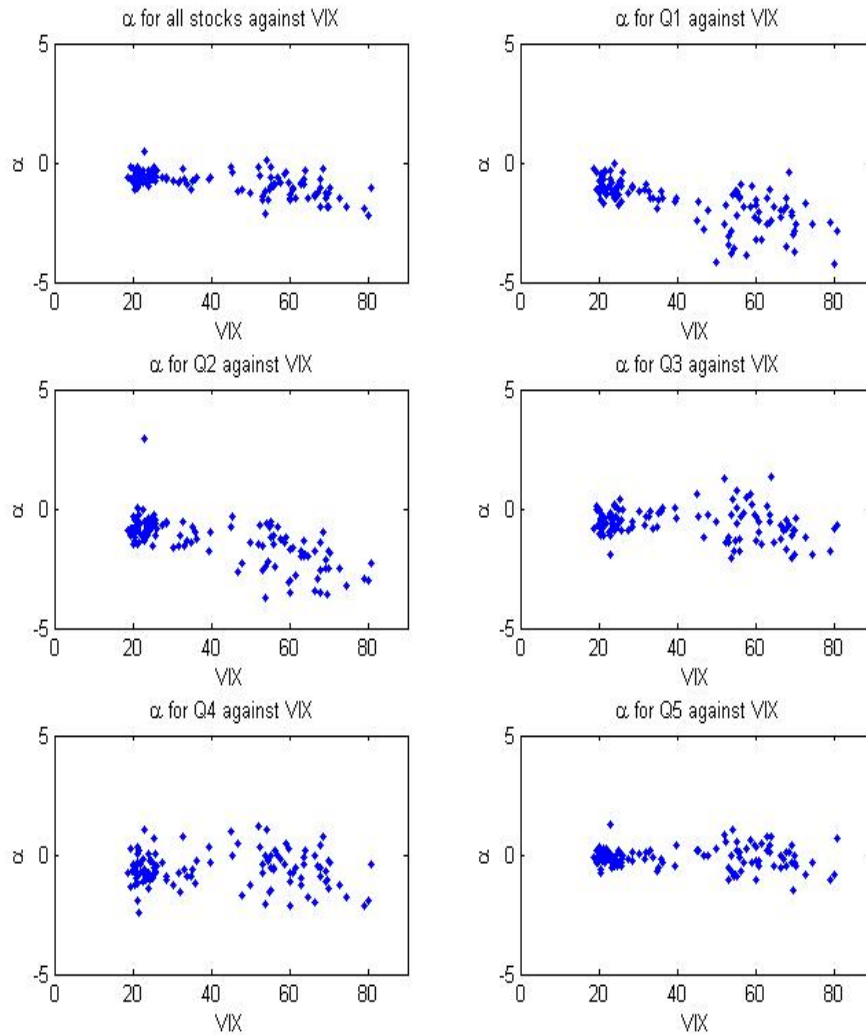 α for all stocks against VIX
5
0
-5
α
0 20 40 60 80
VIX
α for Q1 against VIX
5
0
-5
α
0 20 40 60 80
VIX
α for Q2 against VIX
5
0
-5
α
0 20 40 60 80
VIX
α for Q3 against VIX
5
0
-5
α
0 20 40 60 80
VIX
α for Q4 against VIX
5
0
-5
α
0 20 40 60 80
VIX
α for Q5 against VIX
5
0
-5
α
0 20 40 60 80
VIX